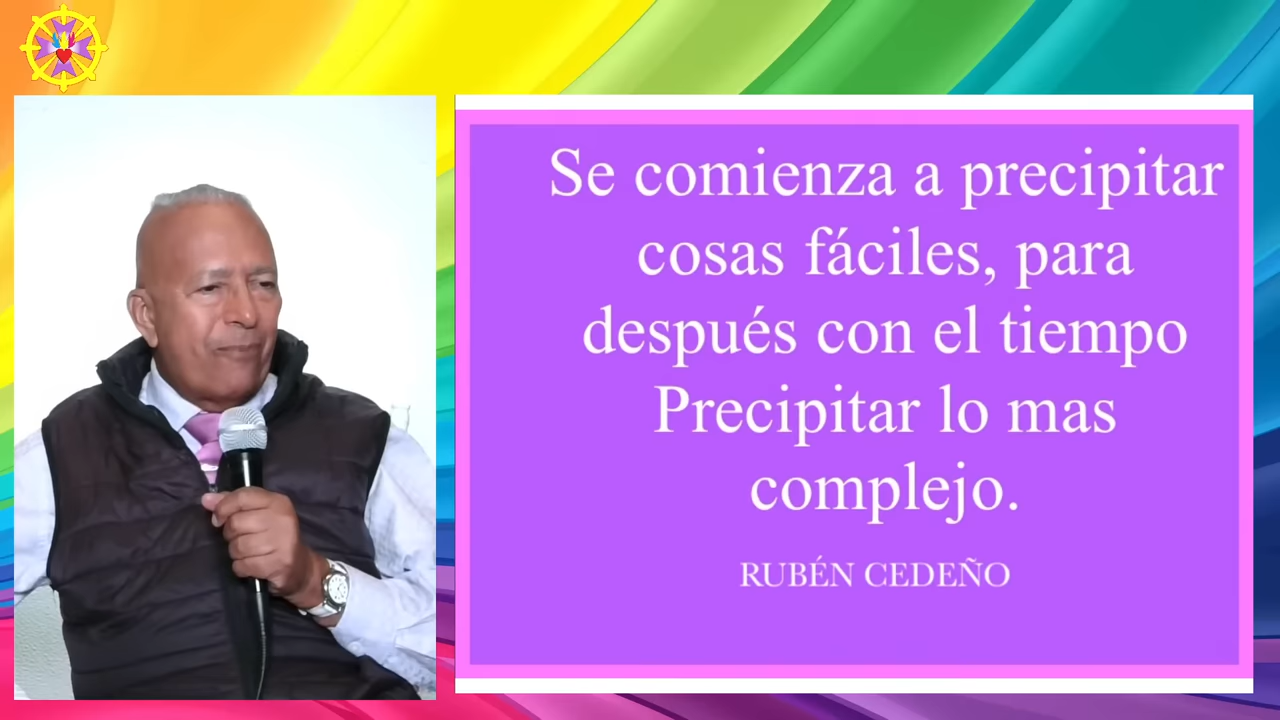 Se comienza a precipitar
cosas fáciles, para
después con el tiempo
Precipitar lo mas
complejo.
RUBÉN CEDEÑO